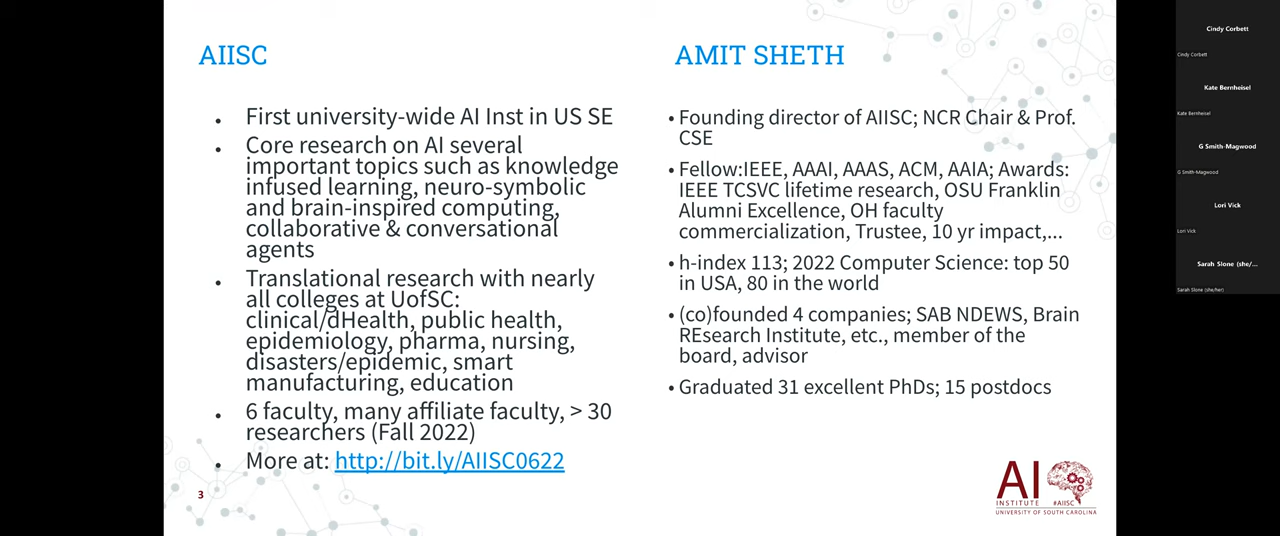 AIISC
• First university-wide AI Inst in US SE
• Core research on AI several
important topics such as knowledge
infused learning, neuro-symbolic
and brain-inspired computing,
collaborative & conversational
agents
• Translational research with nearly
all colleges at UofSC:
clinical/dHealth, public health,
epidemiology, pharma, nursing,
disasters/epidemic, smart
manufacturing, education
• 6 faculty, many affiliate faculty, > 30
researchers (Fall 2022)
• More at: http://bit.ly/AIISC0622
3
AMIT SHETH
• Founding director of AIISC; NCR Chair & Prof.
CSE
• Fellow:IEEE, AAAI, AAAS, ACM, AAIA; Awards:
IEEE TCSVC lifetime research, OSU Franklin
Alumni Excellence, OH faculty
commercialization, Trustee, 10 yr impact,...
• h-index 113; 2022 Computer Science: top 50
in USA, 80 in the world
• (co)founded 4 companies; SAB NDEWS, Brain
REsearch Institute, etc., member of the
board, advisor
• Graduated 31 excellent PhDs; 15 postdocs
AI
INSTITUTE #AIISC
UNIVERSITY OF SOUTH CAROLINA
Cindy Corbett
Cindy Corbett
Kate Bernheisel
Kate Bernheisel
G Smith-Magwood
G Smith-Magwood
Lori Vick
Lori Vick
Sarah Slone (she/...
Sarah Slone (she/her)